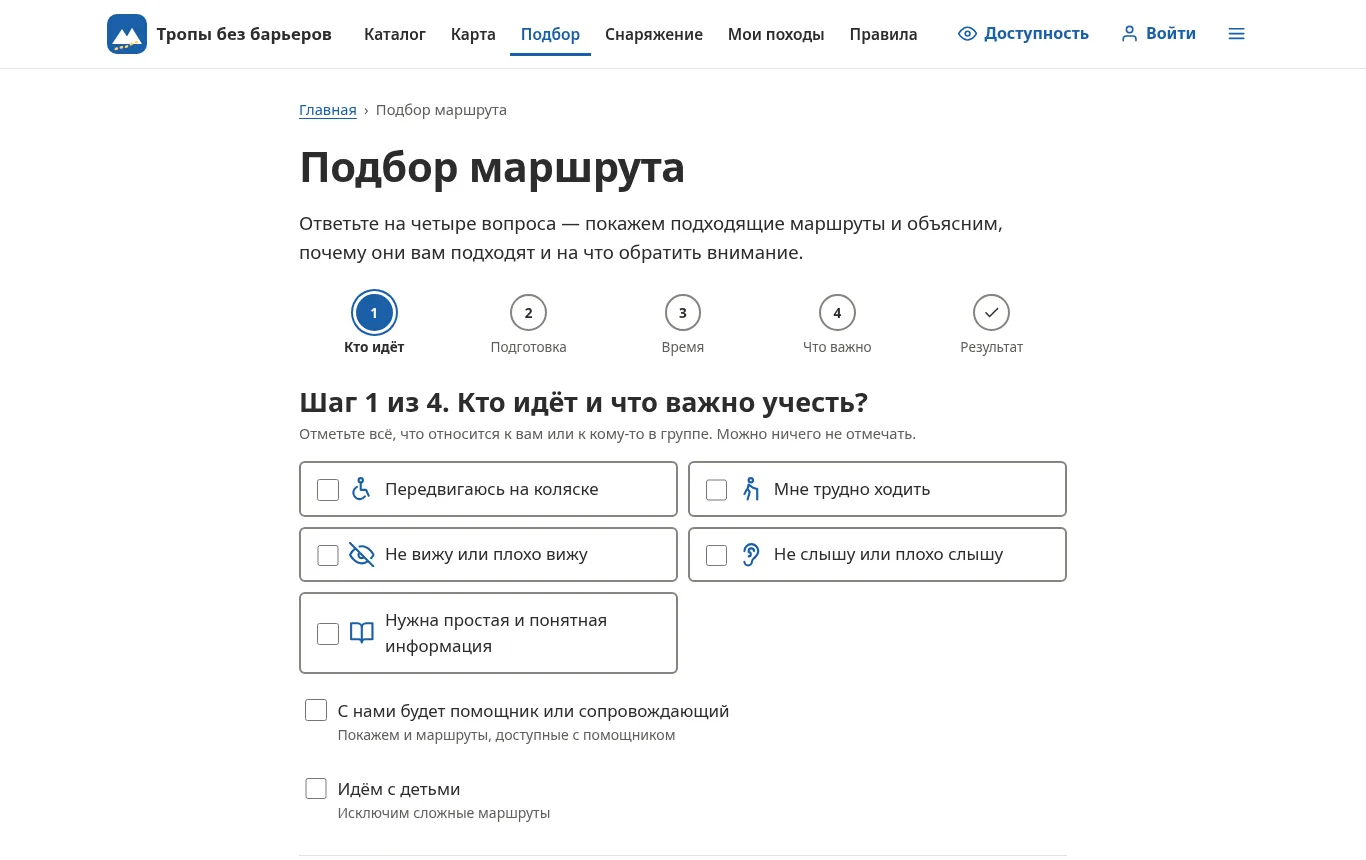 Тропы без барьеров
Каталог
Карта
Подбор
Снаряжение
Мои походы
Правила
Доступность
Войти
Главная › Подбор маршрута
Подбор маршрута
Ответьте на четыре вопроса — покажем подходящие маршруты и объясним,
почему они вам подходят и на что обратить внимание.
1
2
3
4
Кто идёт
Подготовка
Время
Что важно
Результат
Шаг 1 из 4. Кто идёт и что важно учесть?
Отметьте всё, что относится к вам или к кому-то в группе. Можно ничего не отмечать.
Передвигаюсь на коляске
Мне трудно ходить
Не вижу или плохо вижу
Не слышу или плохо слышу
Нужна простая и понятная
информация
С нами будет помощник или сопровождающий
Покажем и маршруты, доступные с помощником
Идём с детьми
Исключим сложные маршруты